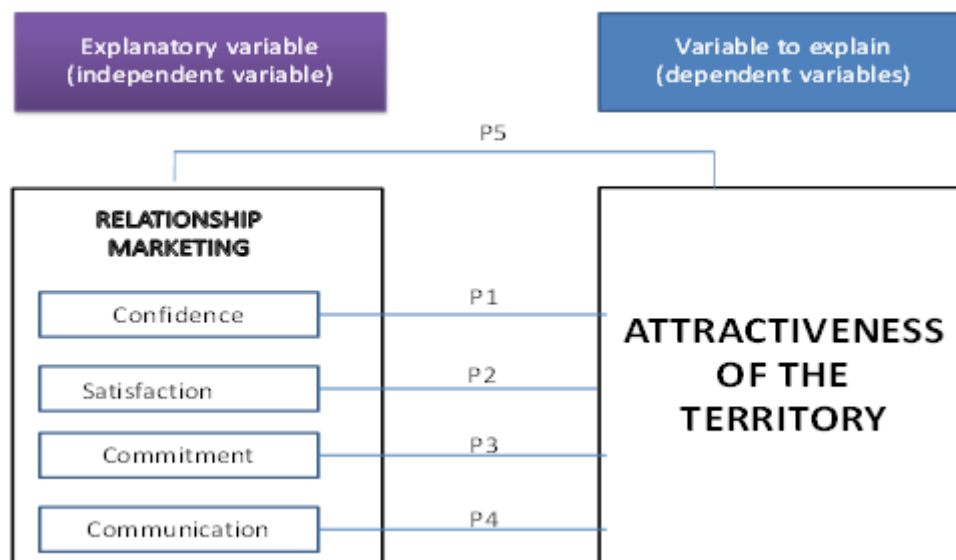 Explanatory variable
(independent variable)
Variable to explain
(dependent variables)
P5
RELATIONSHIP
MARKETING
Confidence
P1
Satisfaction
P2
Commitment
P3
Communication
P4
ATTRACTIVENESS
OF THE
TERRITORY